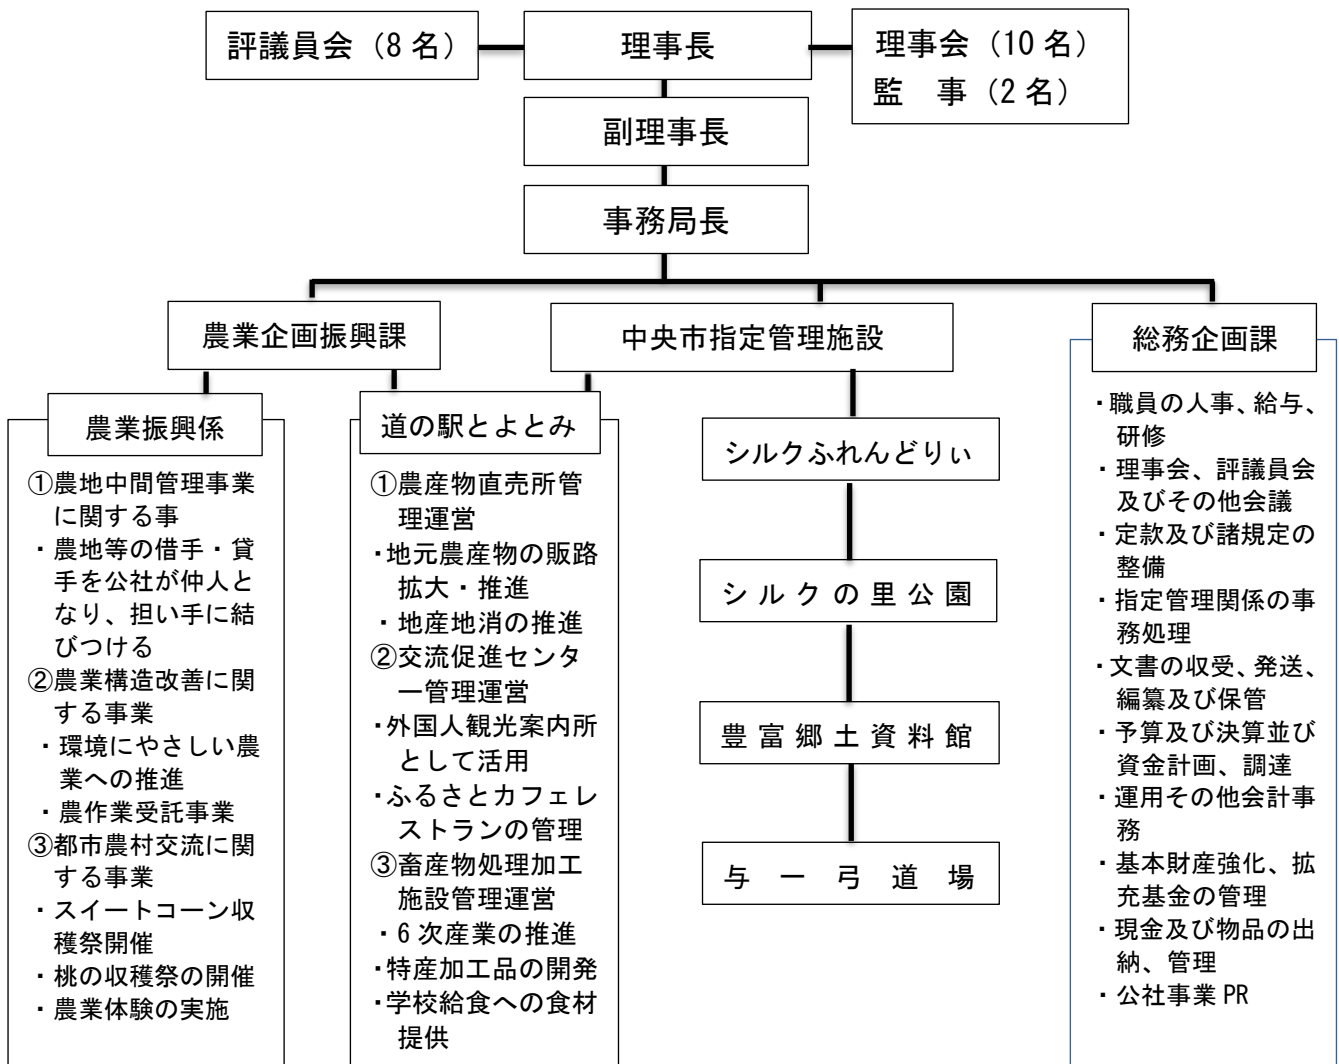 評議員会（8 名）
理事長
理事会（10 名）
監　事（2 名）
副理事長
事務局長
農業企画振興課
中央市指定管理施設
総務企画課
農業振興係
①農地中間管理事業
に関する事
・農地等の借手・貸
手を公社が仲人と
なり、担い手に結
びつける
②農業構造改善に関
する事業
・環境にやさしい農
業への推進
・農作業受託事業
③都市農村交流に関
する事業
・スイートコーン収
穫祭開催
・桃の収穫祭の開催
・農業体験の実施
道の駅とよとみ
①農産物直売所管
理運営
・地元農産物の販路
拡大・推進
・地産地消の推進
②交流促進センタ
ー管理運営
・外国人観光案内所
として活用
・ふるさとカフェレ
ストランの管理
③畜産物処理加工
施設管理運営
・6 次産業の推進
・特産加工品の開発
・学校給食への食材
提供
シルクふれんどりぃ
シルクの里公園
豊富郷土資料館
与一弓道場
・職員の人事、給与、
研修
・理事会、評議員会
及びその他会議
・定款及び諸規定の
整備
・指定管理関係の事
務処理
・文書の収受、発送、
編纂及び保管
・予算及び決算並び
資金計画、調達
・運用その他会計事
務
・基本財産強化、拡
充基金の管理
・現金及び物品の出
納、管理
・公社事業 PR